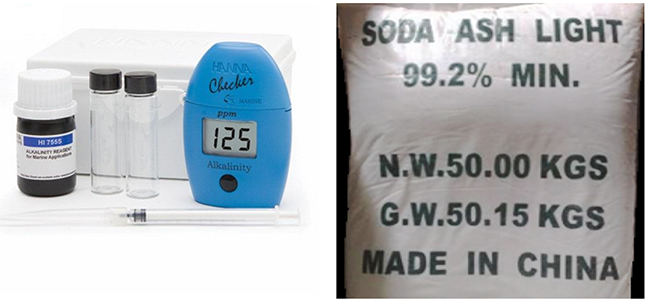 HANNA
Checker
MARINE
ppm
125
Alkalinity
HI 755S
ALKALINITY REAGENT
for Marine Applications
SODA ASH LIGHT
99.2% MIN.
N.W.50.00 KGS
G.W.50.15 KGS
MADE IN CHINA